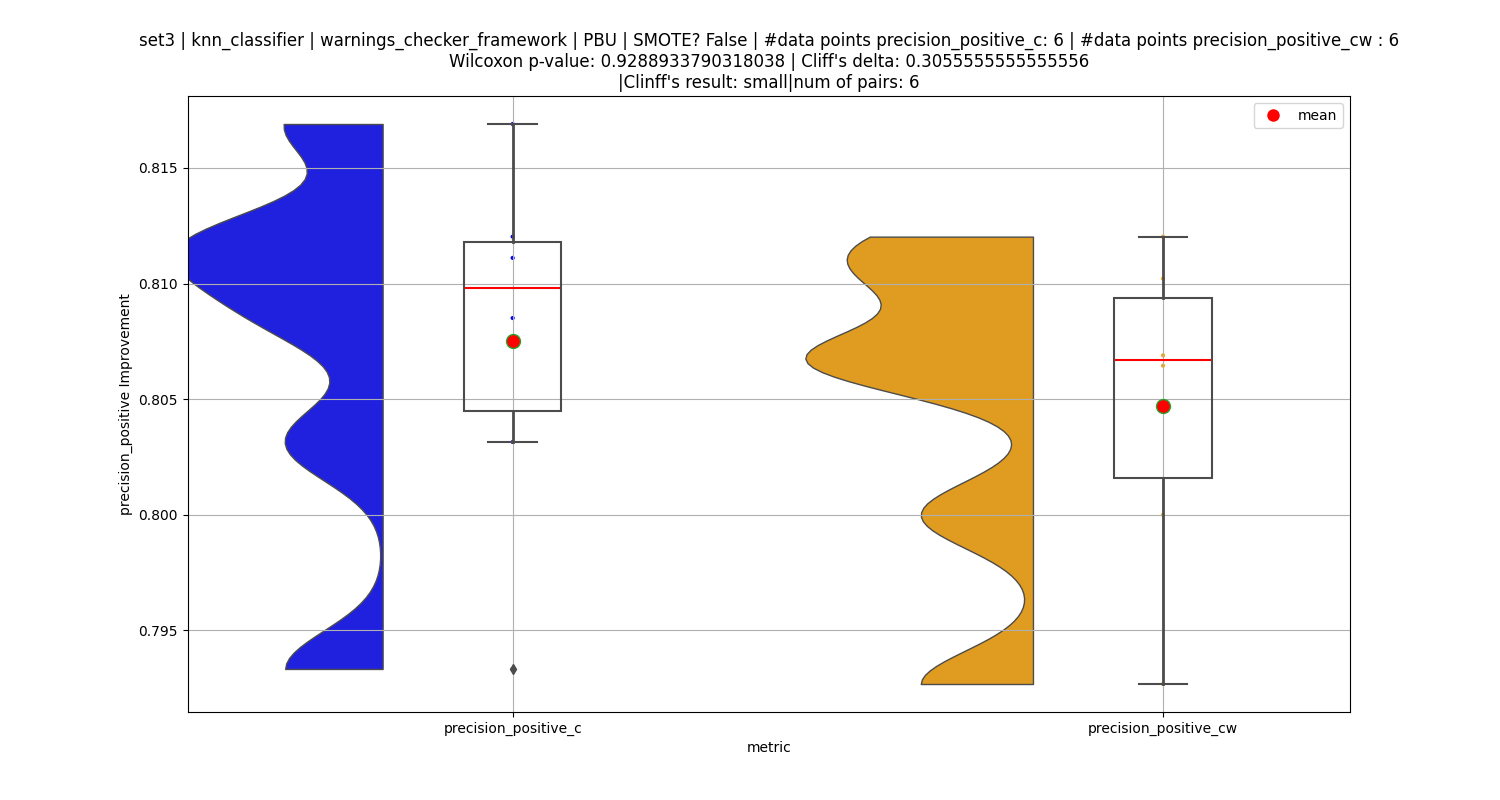 set3 | knn_classifier | warnings_checker_framework | PBU | SMOTE? False | #data points precision_positive_c: 6 | #data points precision_positive_cw : 6
Wilcoxon p-value: 0.9288933790318038 | Cliff's delta: 0.3055555555555556
|Clinff's result: small|num of pairs: 6
mean
0.815
0.810
0.805
0.800
0.795
precision_positive Improvement
precision_positive_c
precision_positive_cw
metric